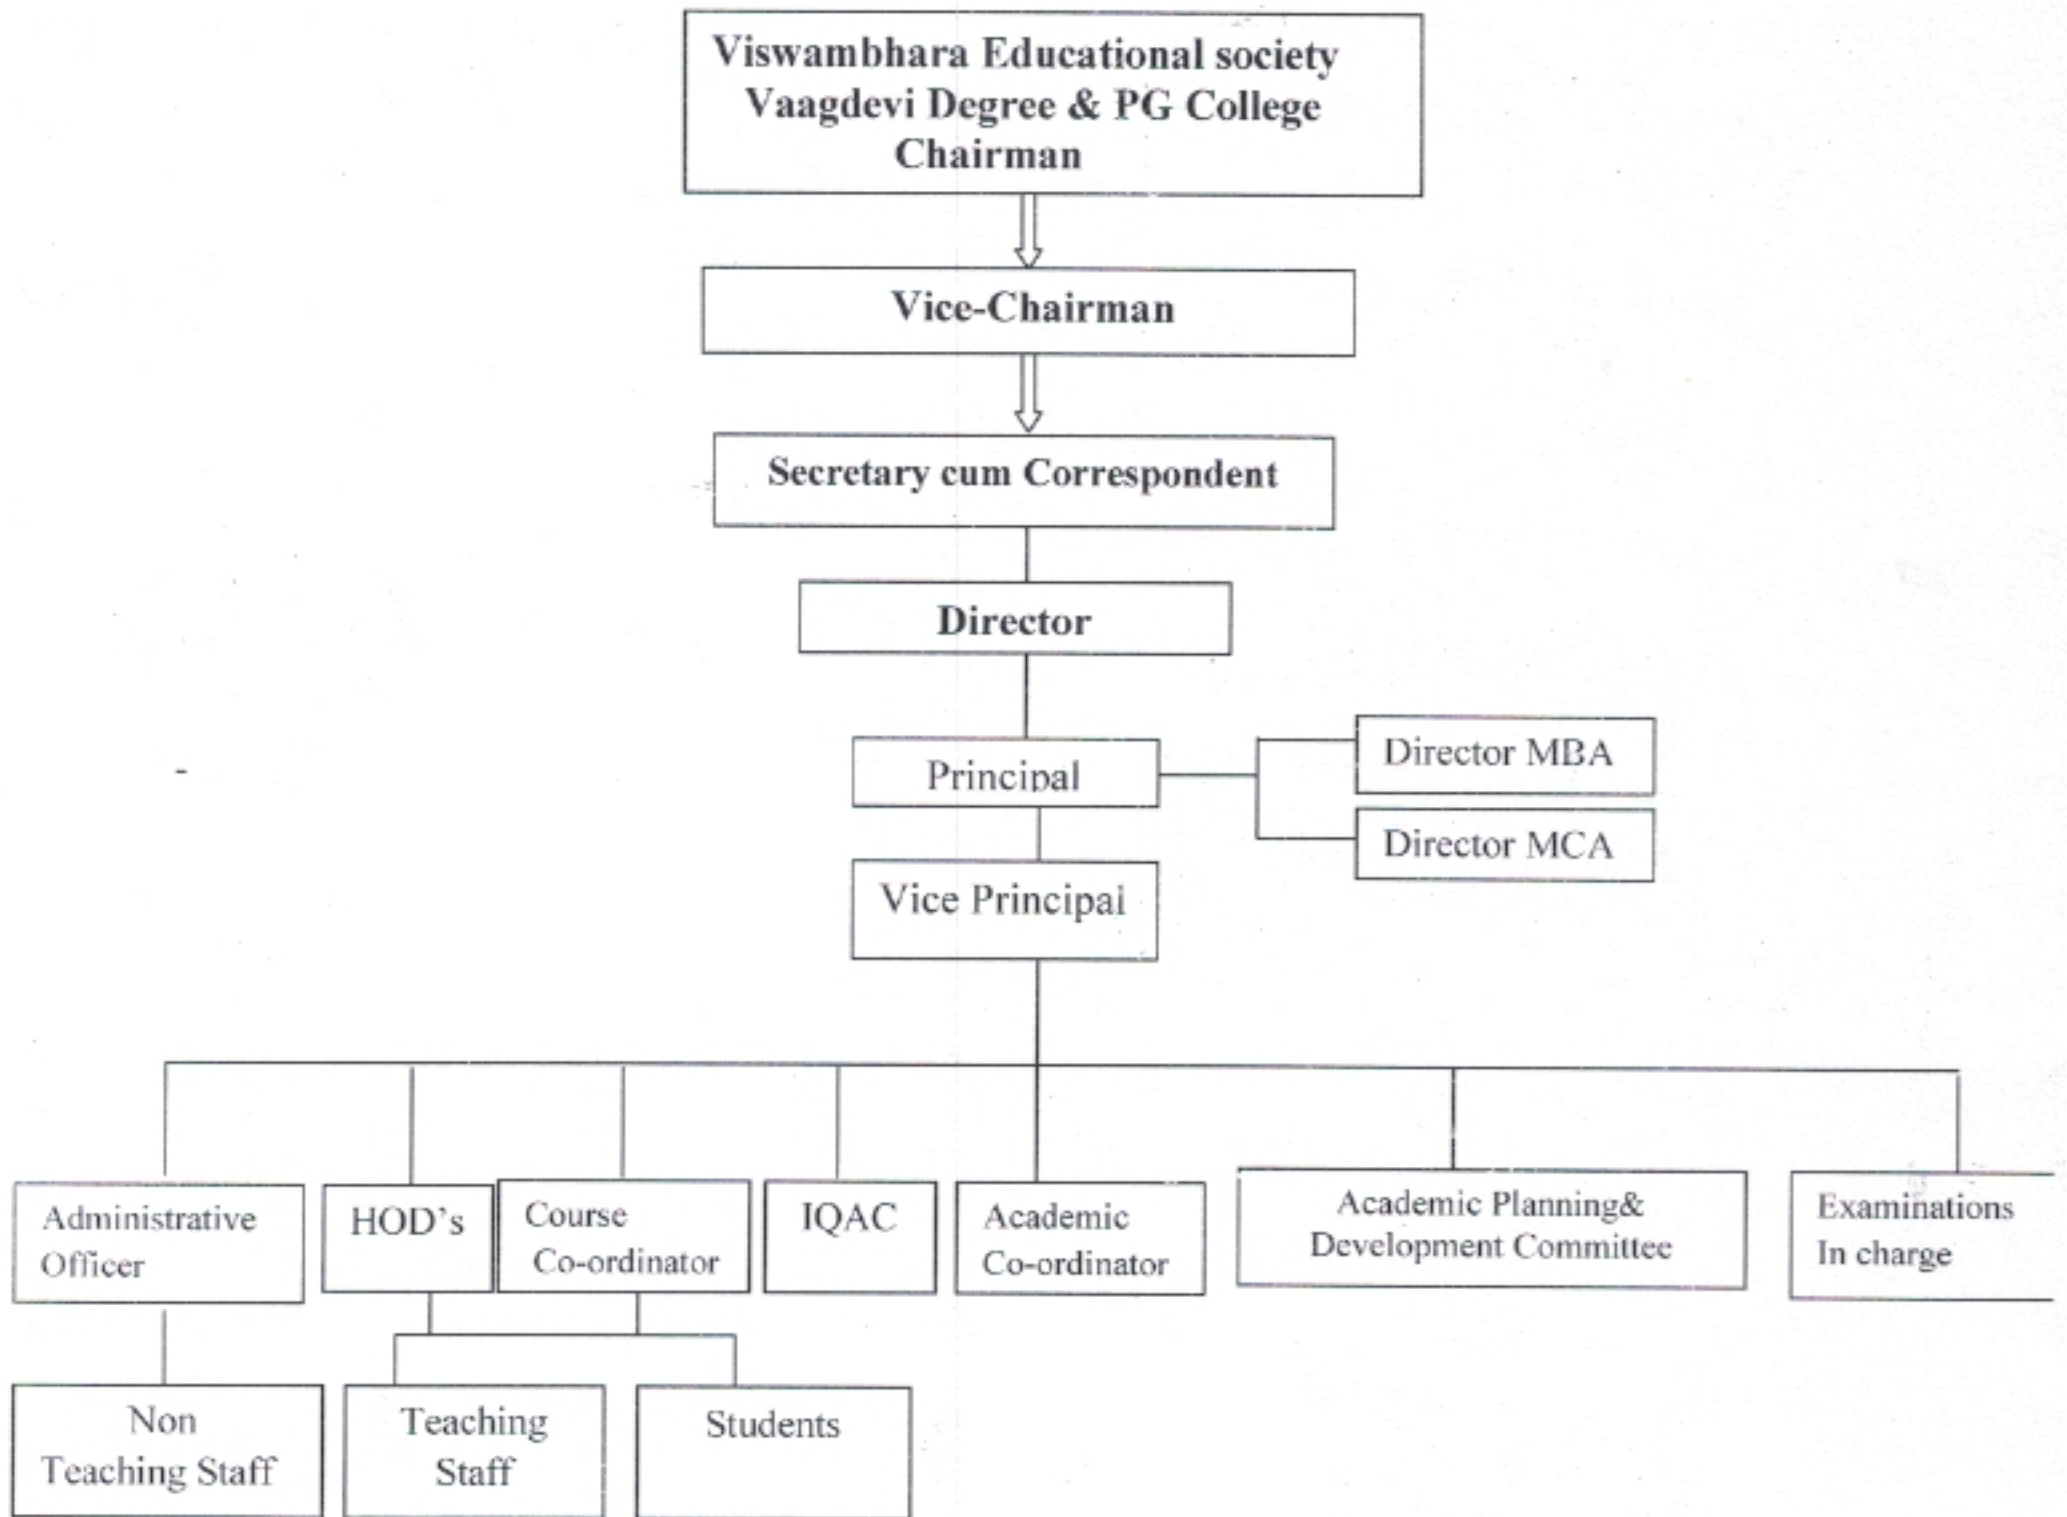 Viswambhara Educational society
Vaagdevi Degree & PG College
Chairman
Vice-Chairman
Secretary cum Correspondent
Director
Principal
Director MBA
Director MCA
Vice Principal
Administrative
Officer
HOD's
Course
Co-ordinator
IQAC
Academic
Co-ordinator
Academic Planning&
Development Committee
Examinations
In charge
Non
Teaching Staff
Teaching
Staff
Students